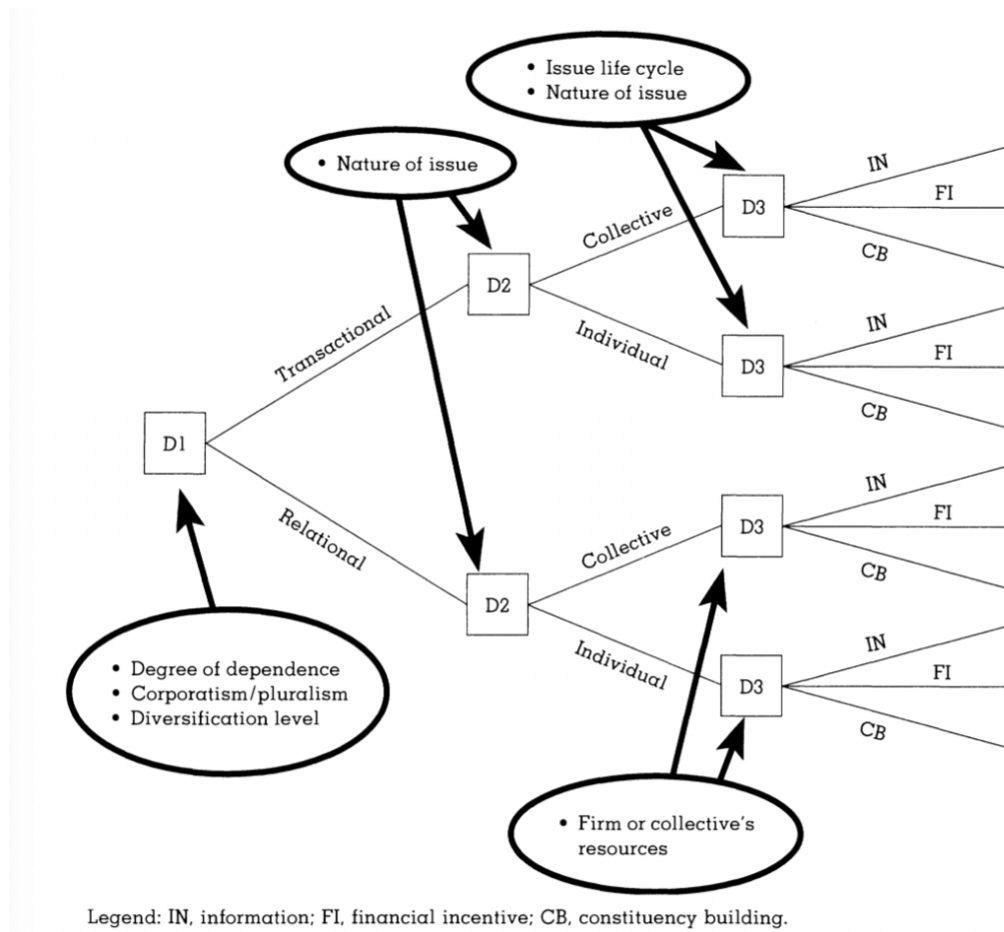 • Issue life cycle
• Nature of issue
• Nature of issue
IN
FI
CB
D3
Collective
D2
Individual
IN
FI
CB
D3
Transactional
D1
Relational
IN
FI
CB
D3
Collective
D2
Individual
IN
FI
CB
D3
• Degree of dependence
• Corporatism/pluralism
• Diversification level
• Firm or collective's
resources
Legend: IN, information; FI, financial incentive; CB, constituency building.